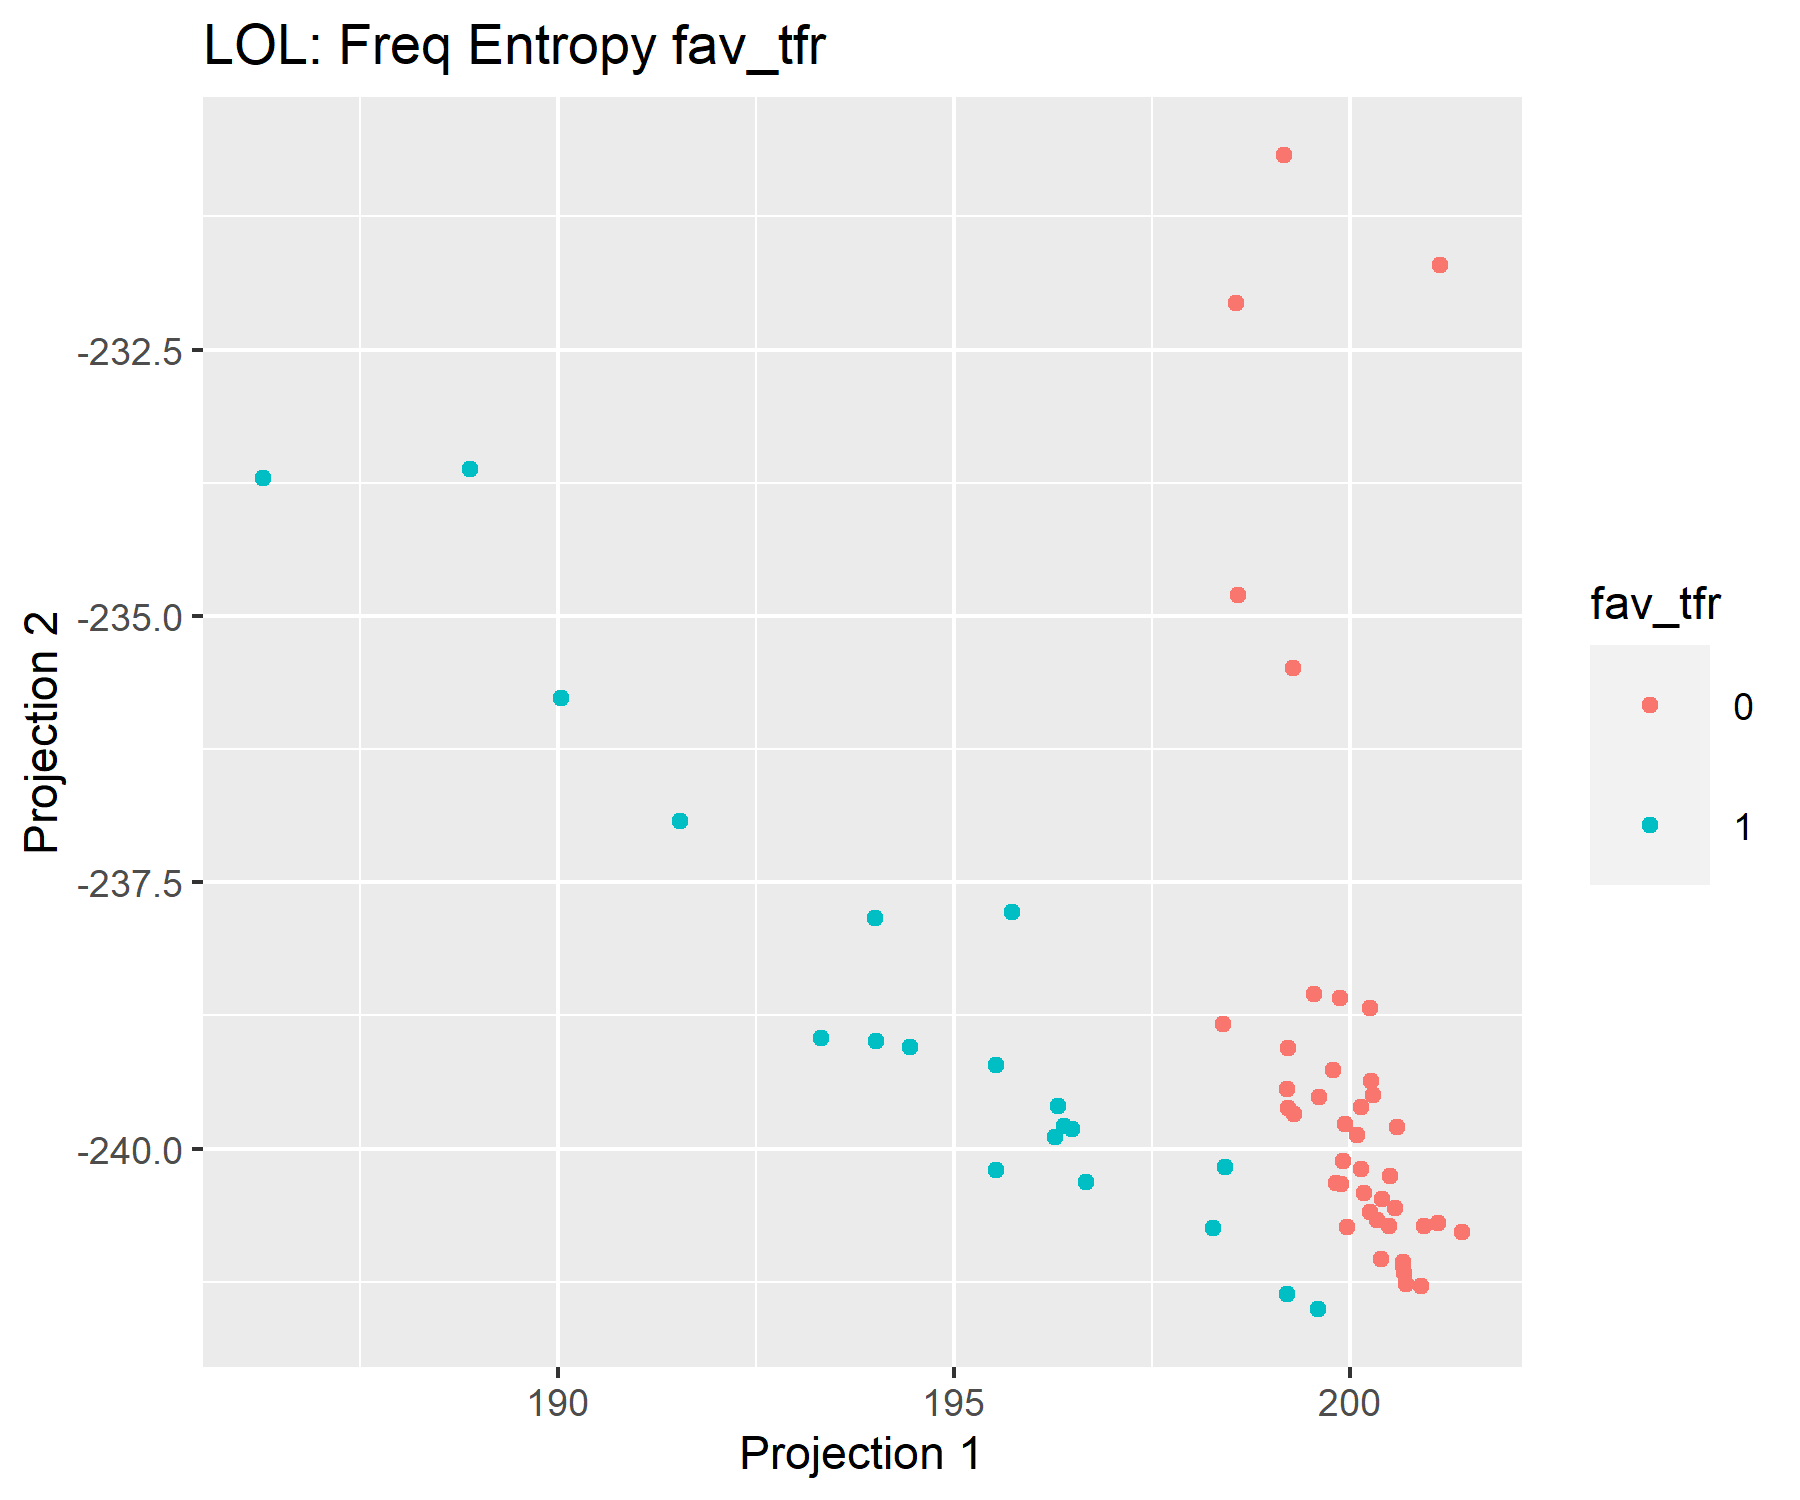 LOL: Freq Entropy fav_tfr
-232.5
-235.0
-237.5
-240.0
Projection 2
190
195
200
Projection 1
fav_tfr
0
1